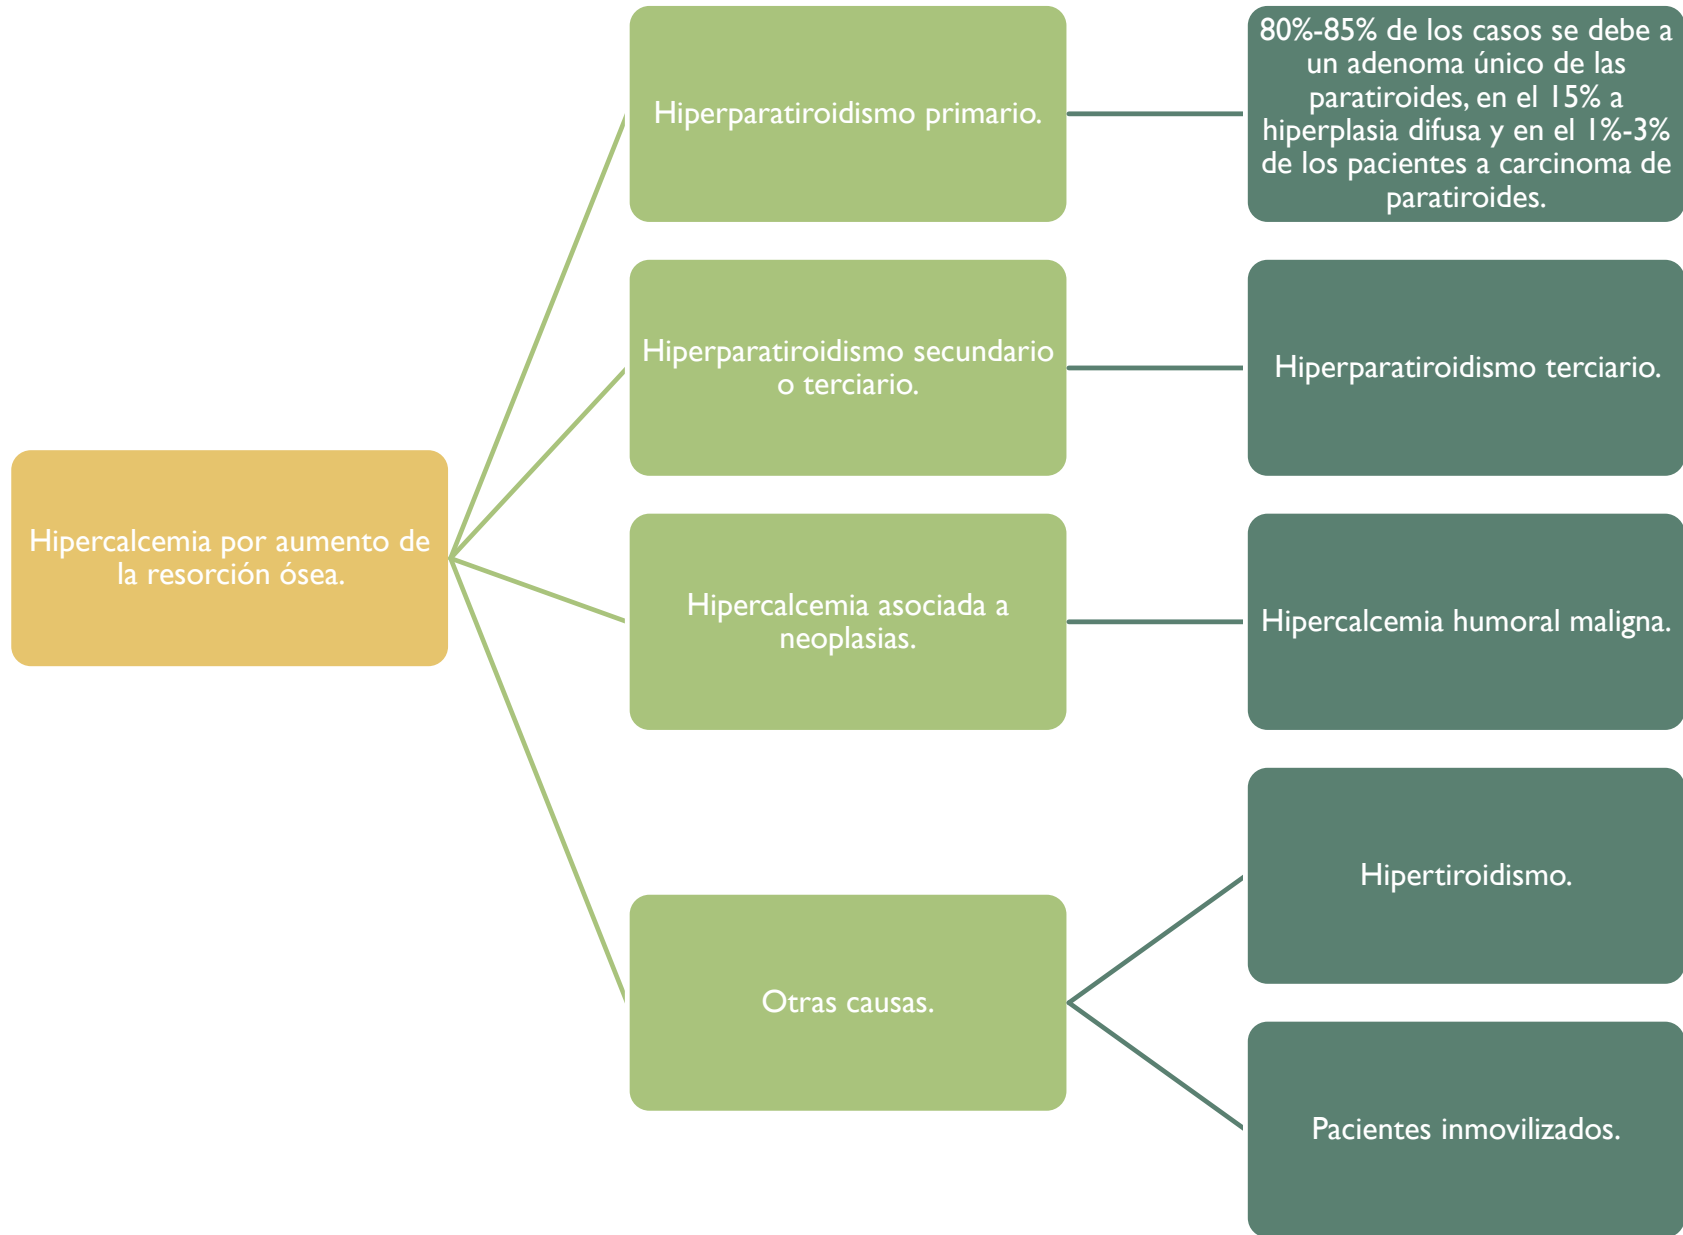 Hipercalcemia por aumento de
la resorción ósea.
Hiperparatiroidismo primario.
80%-85% de los casos se debe a
un adenoma único de las
paratiroides, en el 15% a
hiperplasia difusa y en el 1%-3%
de los pacientes a carcinoma de
paratiroides.
Hiperparatiroidismo secundario
o terciario.
Hiperparatiroidismo terciario.
Hipercalcemia asociada a
neoplasias.
Hipercalcemia humoral maligna.
Otras causas.
Hipertiroidismo.
Pacientes inmovilizados.